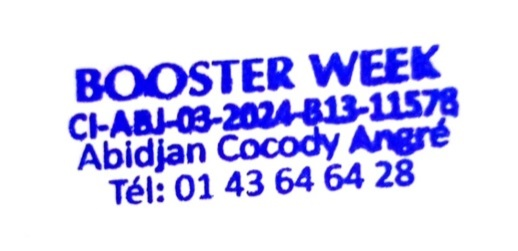 BOOSTER WEEK
CI-ABJ-03-2024-B13-11578
Abidjan Cocody Angré
Tél: 01 43 64 64 28